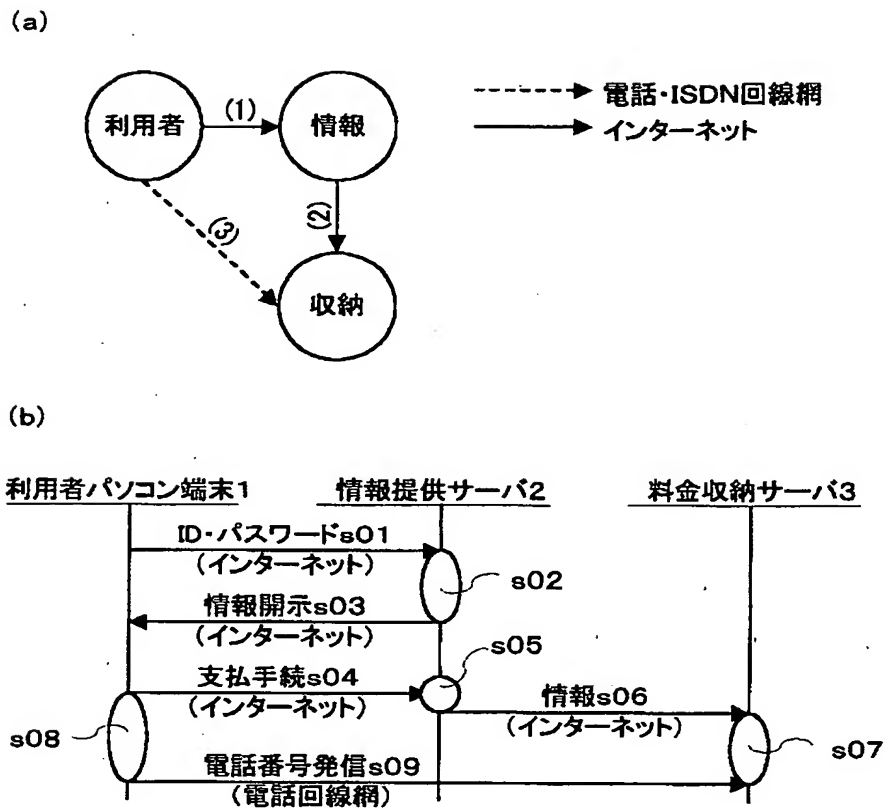 (a)
利用者
(1)
情報
(2)
(3)
収納
電話・ISDN回線網
インターネット
(b)
利用者パソコン端末1
情報提供サーバ2
料金収納サーバ3
ID・パスワードs01
(インターネット)
s02
情報開示s03
(インターネット)
s05
支払手続s04
(インターネット)
情報s06
(インターネット)
s08
s07
電話番号発信s09
(電話回線網)